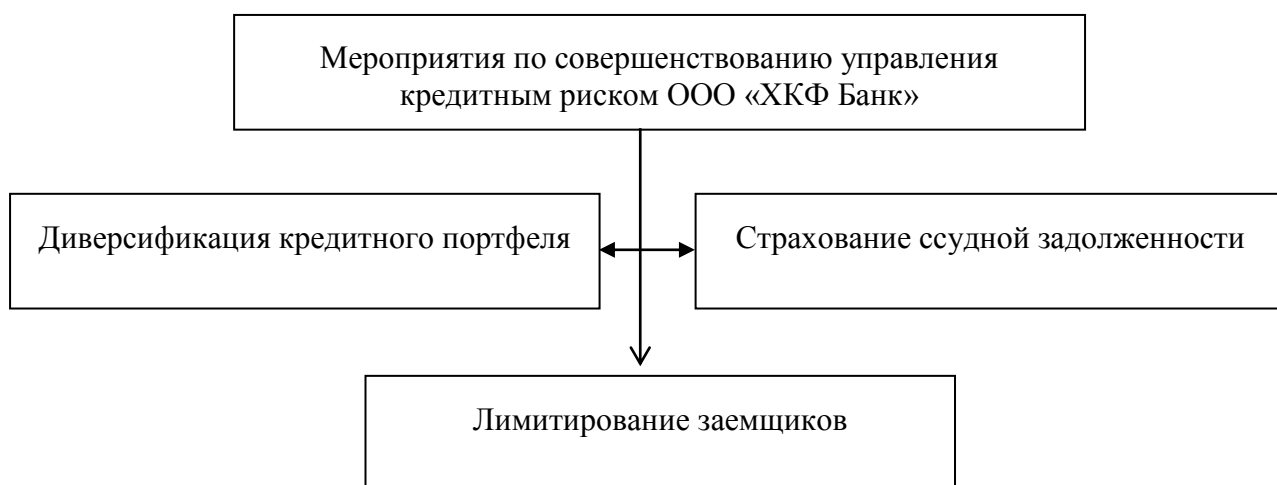 Мероприятия по совершенствованию управления
кредитным риском ООО «ХКФ Банк»
Диверсификация кредитного портфеля
Страхование ссудной задолженности
Лимитирование заемщиков